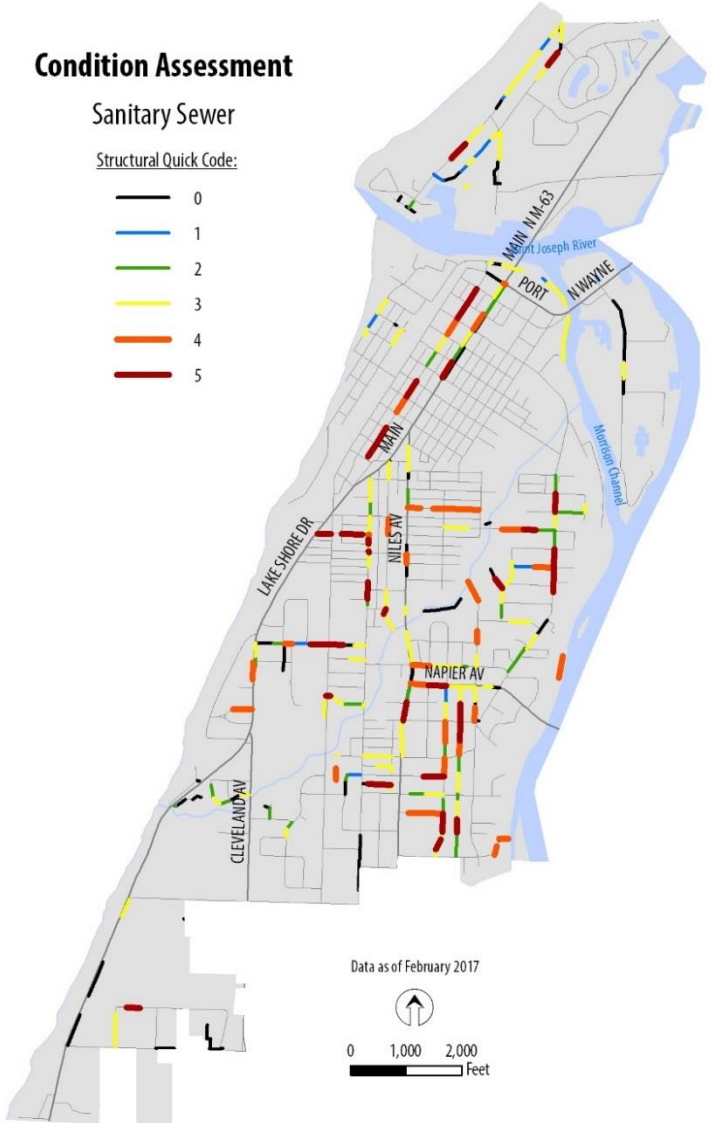 Condition Assessment
Sanitary Sewer
Structural Quick Code:
0
1
2
3
4
5
MAIN N M-63
Saint Joseph River
PORT
N WAYNE
MAIN
Morrison Channel
LAKE SHORE DR
NILES AV
NAPIER AV
CLEVELAND AV
Data as of February 2017
0 1,000 2,000
Feet